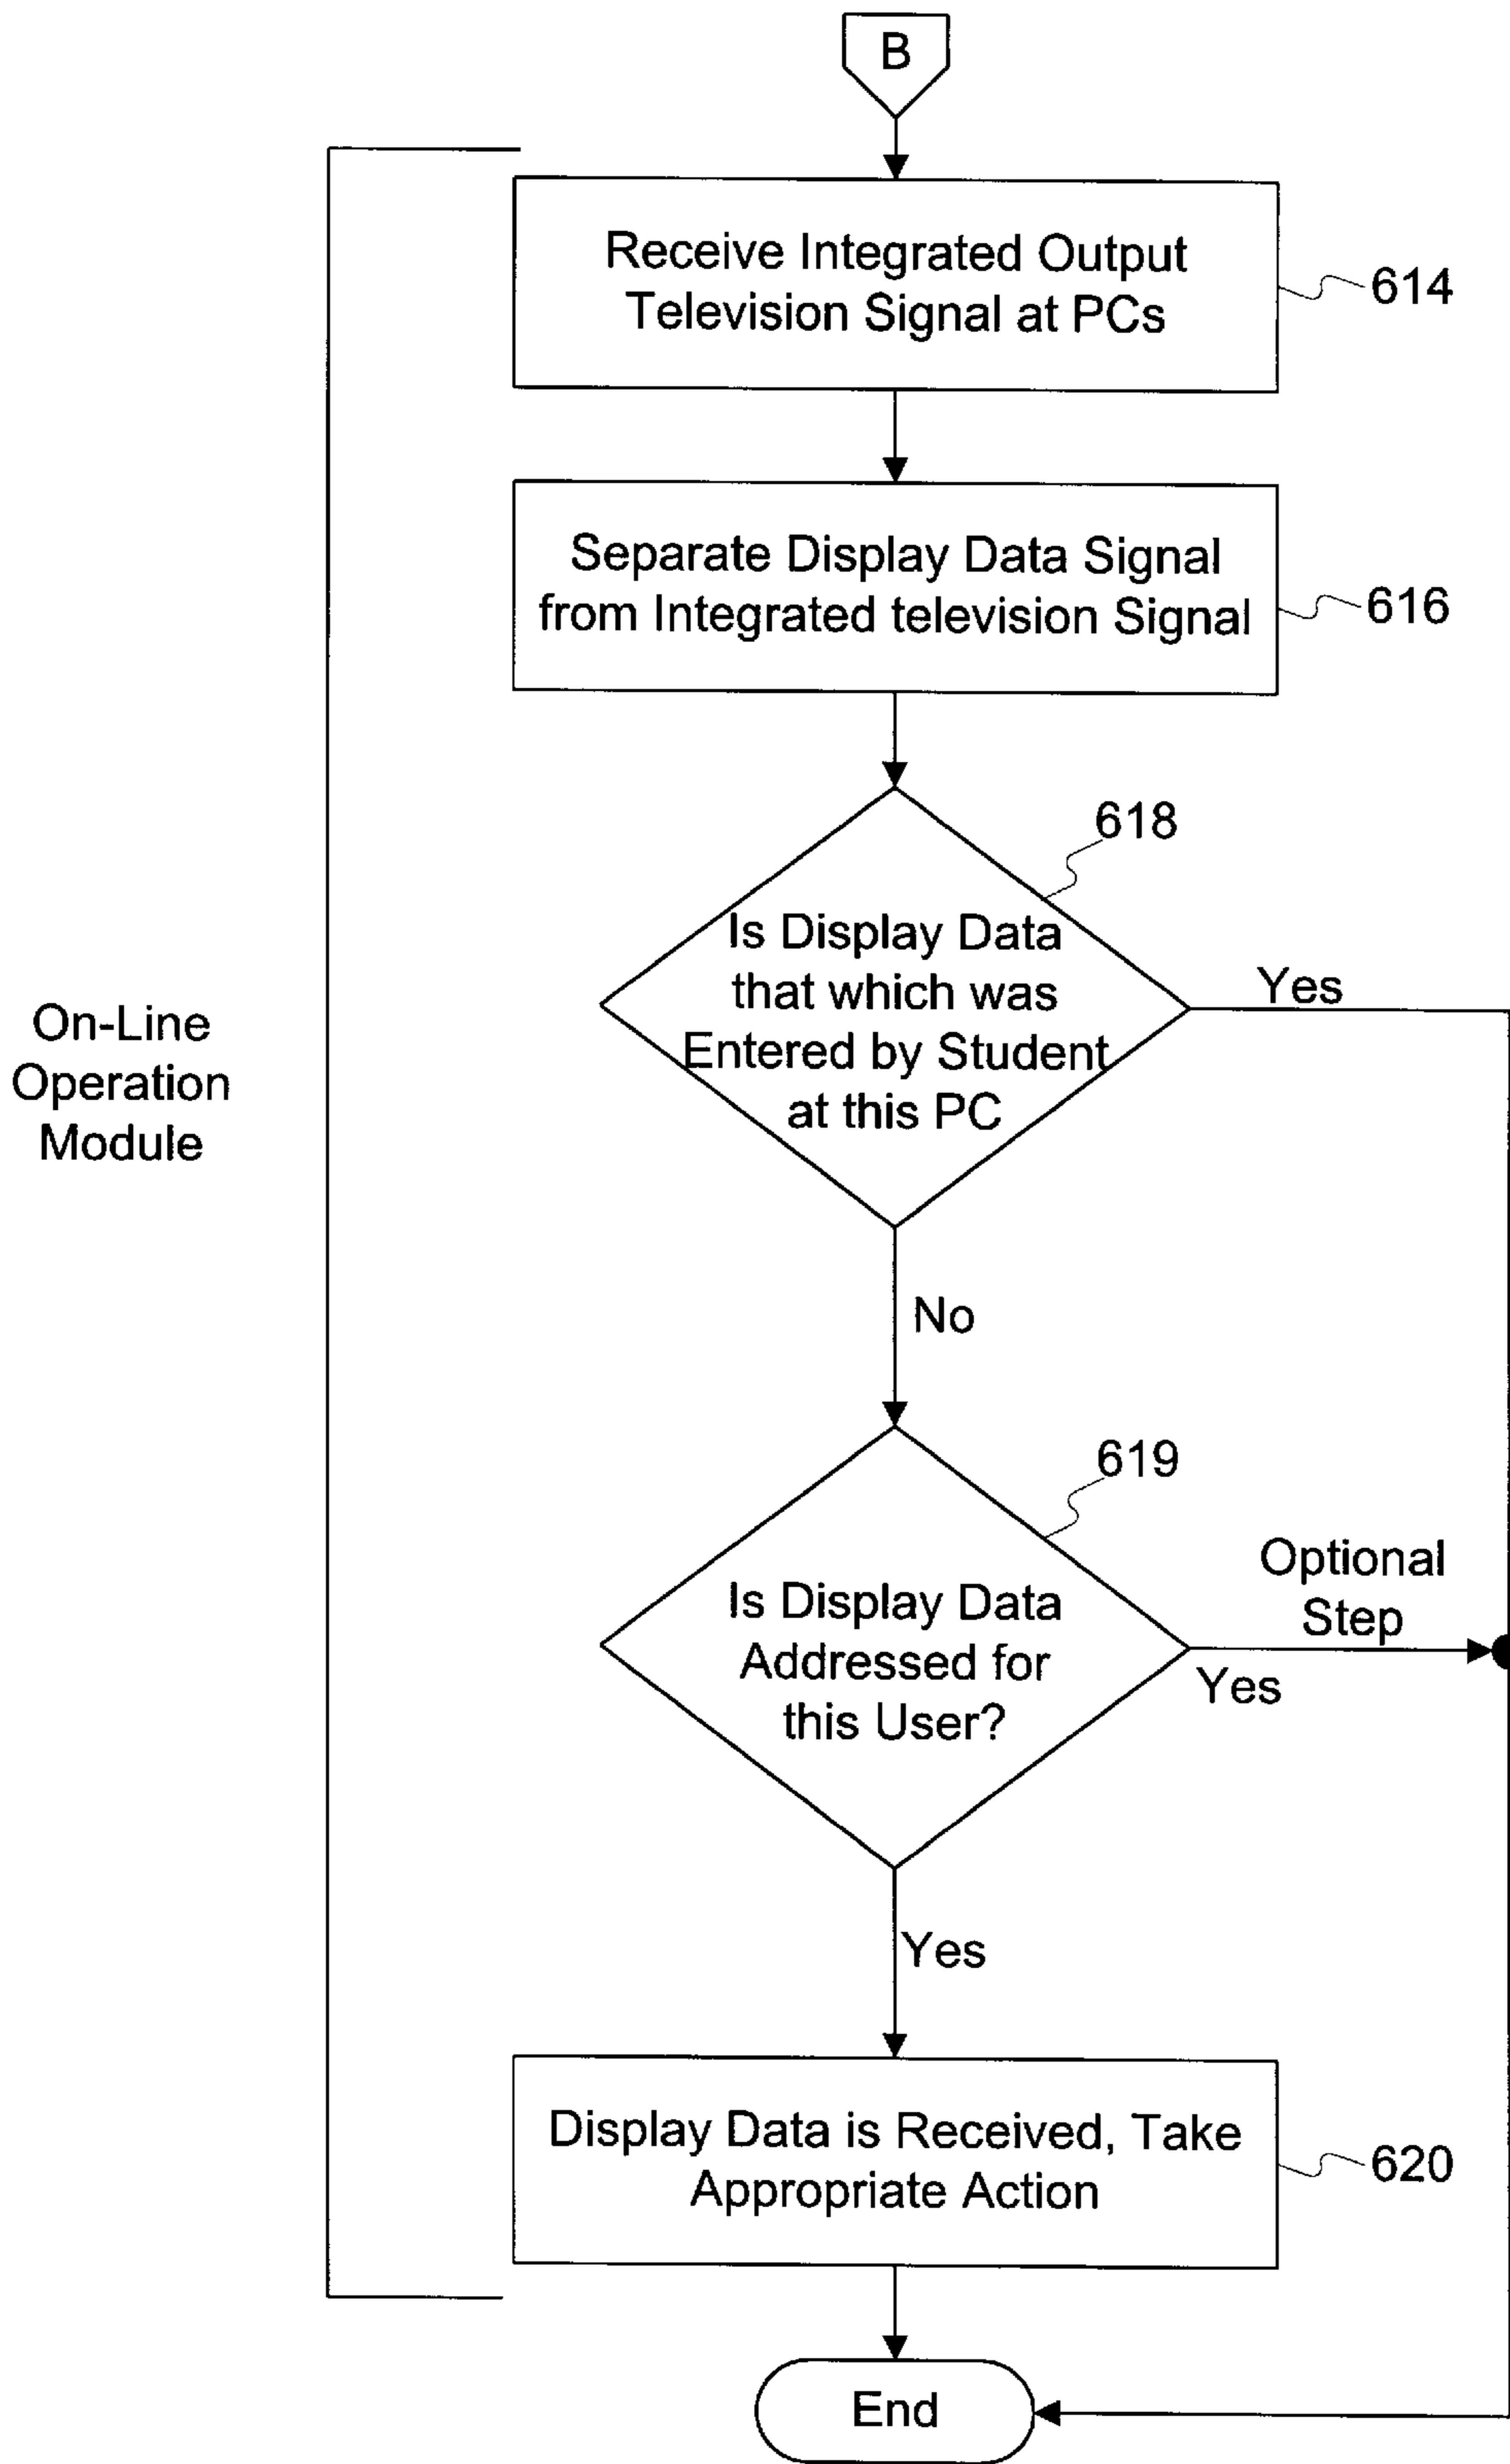 B
Receive Integrated Output
Television Signal at PCs
614
Separate Display Data Signal
from Integrated television Signal
616
618
Is Display Data
that which was
Entered by Student
at this PC
Yes
On-Line
Operation
Module
No
619
Optional
Step
Is Display Data
Addressed for
this User?
Yes
Yes
Display Data is Received, Take
Appropriate Action
620
End